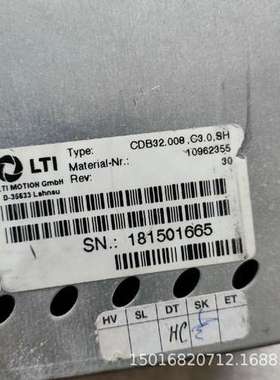 LTI
LTI MOTION GmbH
D-35633 Lahnau
Type: CDB32.008 ,C3.0,SH
Material-Nr.: 10962355
Rev: 30
SN.: 181501665
HV SL DT SK ET
HC
15016820712.1688